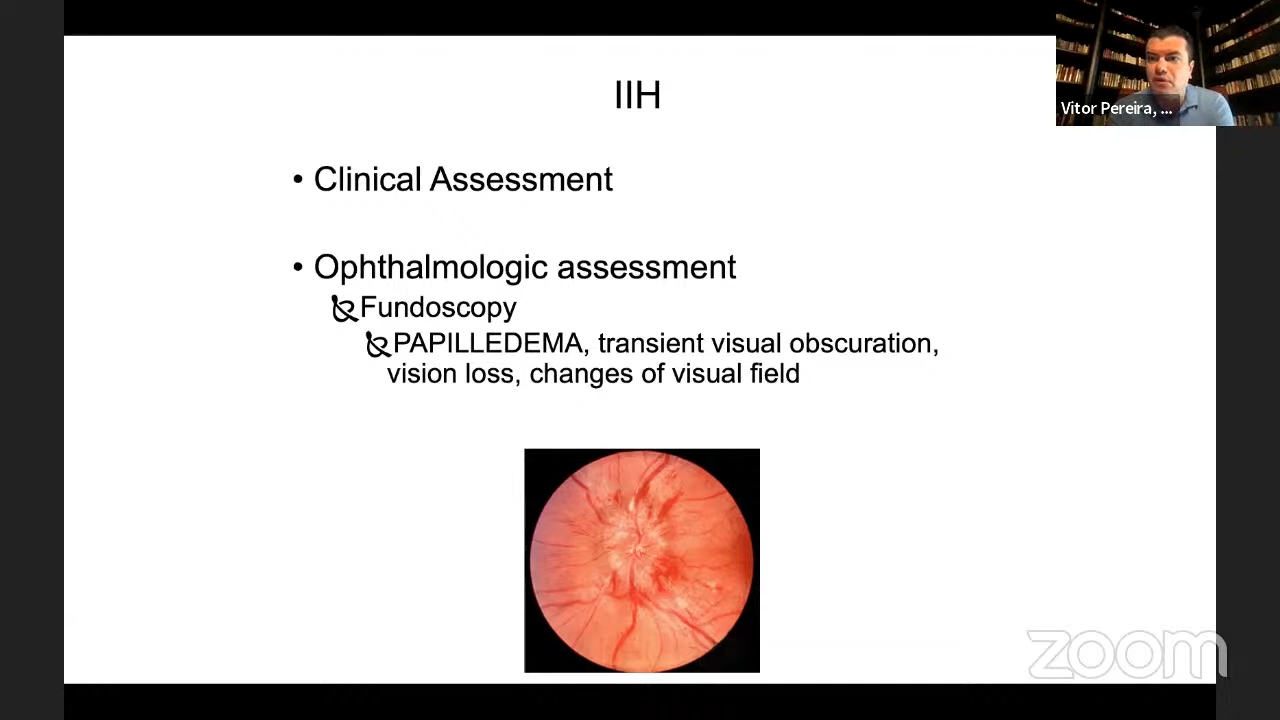 IIH
Vitor Pereira, ...
• Clinical Assessment
• Ophthalmologic assessment
Fundoscopy
PAPILLEDEMA, transient visual obscuration,
vision loss, changes of visual field
zoom